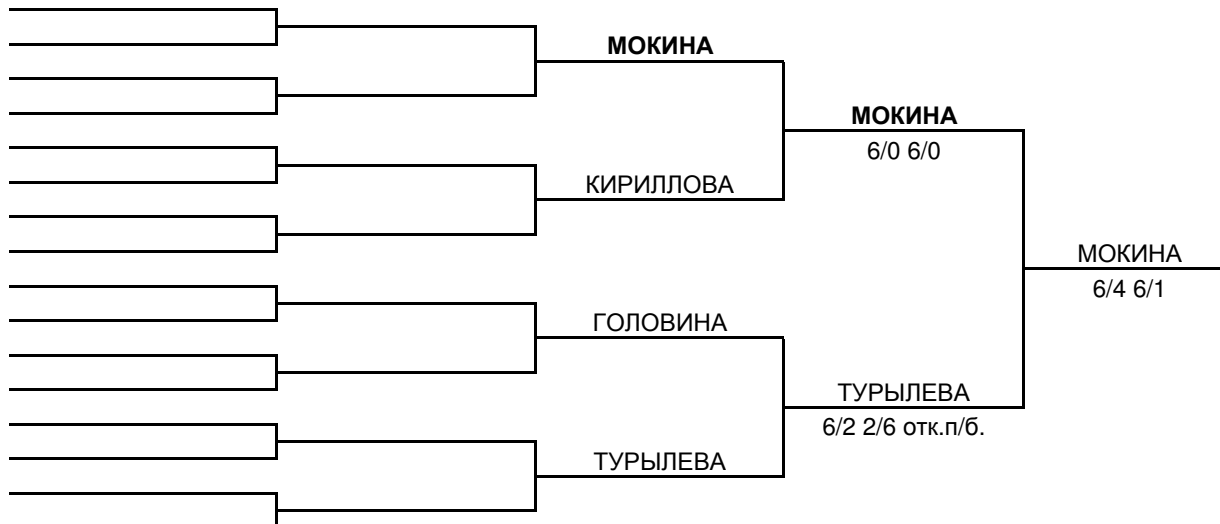 МОКИНА
МОКИНА
6/0 6/0
КИРИЛЛОВА
МОКИНА
6/4 6/1
ГОЛОВИНА
ТУРЫЛЕВА
6/2 2/6 отк.п/б.
ТУРЫЛЕВА